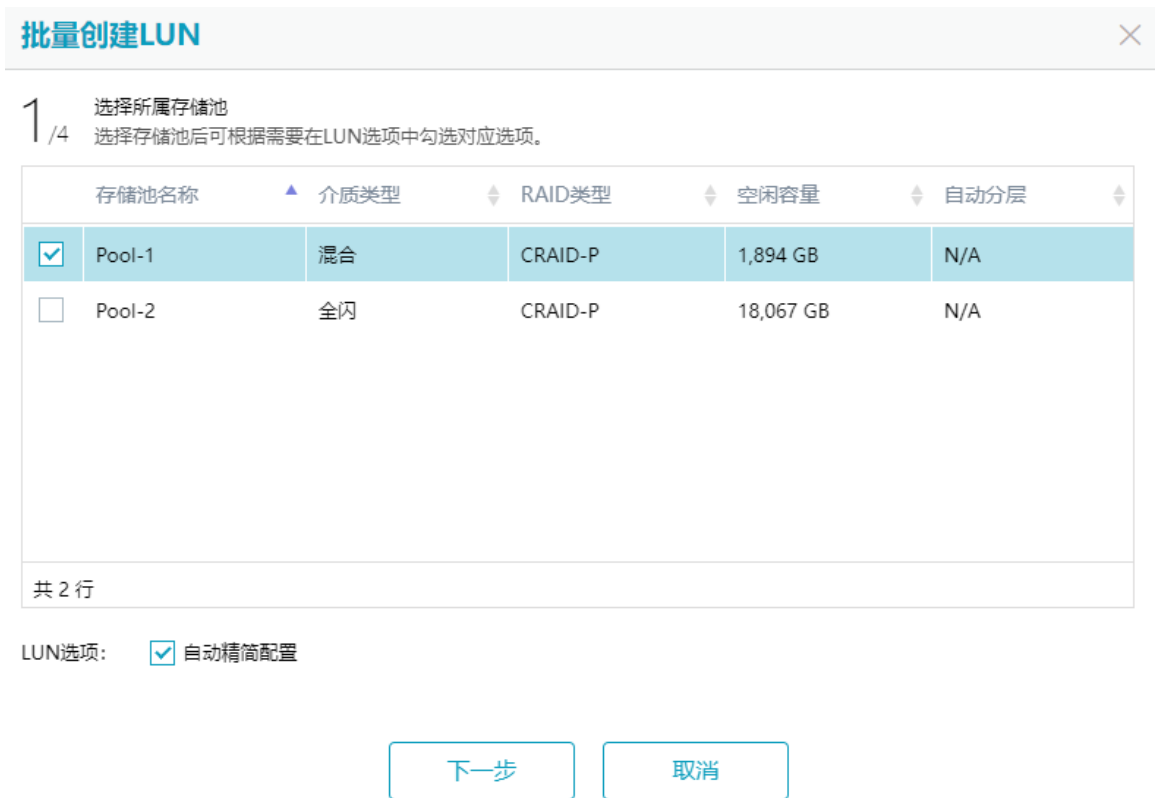 批量创建LUN
1/4 选择所属存储池
选择存储池后可根据需要在LUN选项中勾选对应选项。
存储池名称 介质类型 RAID类型 空闲容量 自动分层
Pool-1 混合 CRAID-P 1,894 GB N/A
Pool-2 全闪 CRAID-P 18,067 GB N/A
共 2 行
LUN选项: 自动精简配置
下一步 取消